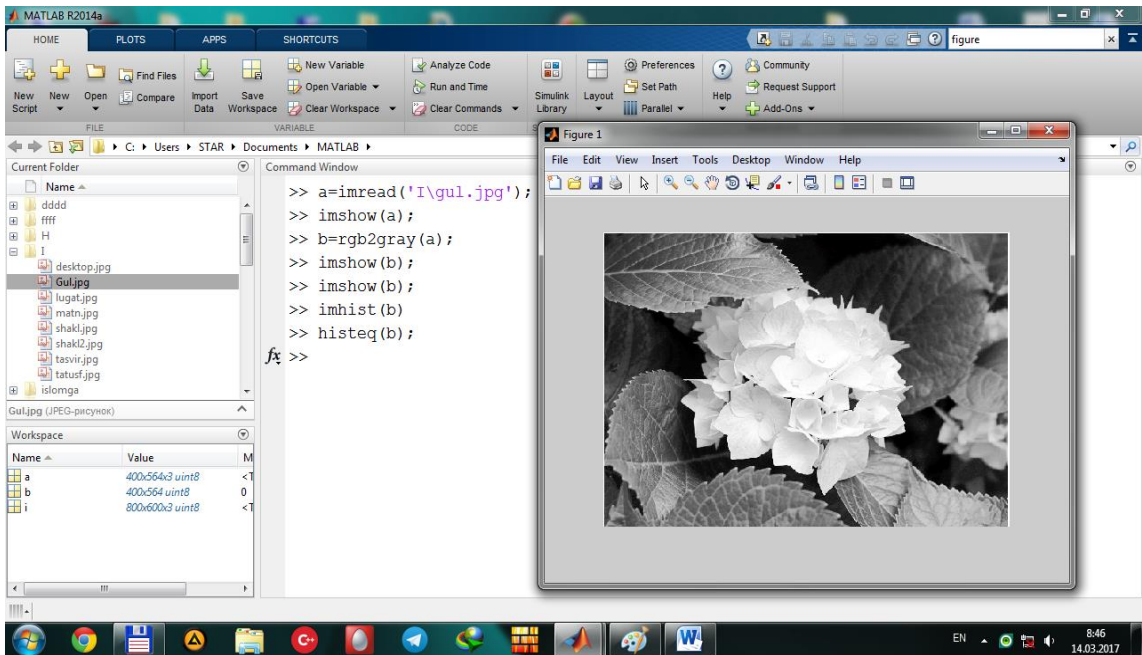 MATLAB R2014a
HOME PLOTS APPS SHORTCUTS figure
New Script
New
Open
Find Files
Compare
Import Data
Save Workspace
New Variable
Open Variable
Clear Workspace
Analyze Code
Run and Time
Clear Commands
Simulink Library
Layout
Preferences
Set Path
Parallel
Help
Community
Request Support
Add-Ons
FILE VARIABLE CODE
C: Users STAR Documents MATLAB
Current Folder
Name
dddd
ffff
H
I
desktop.jpg
Gul.jpg
lugat.jpg
matn.jpg
shakl.jpg
shakl2.jpg
tasvir.jpg
tatusf.jpg
islomga
Gul.jpg (JPEG-рисунок)
Workspace
Name Value M
a 400x564x3 uint8 <T
b 400x564 uint8 0
i 800x600x3 uint8 <T
Command Window
>> a=imread('I\gul.jpg');
>> imshow(a);
>> b=rgb2gray(a);
>> imshow(b);
>> imshow(b);
>> imhist(b)
>> histeq(b);
fx >>
Figure 1
File Edit View Insert Tools Desktop Window Help
EN
8:46
14.03.2017